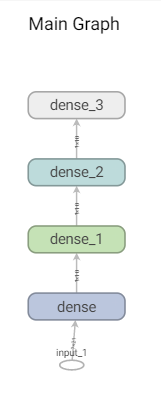 Main Graph
dense_3
dense_2
dense_1
dense
input_1